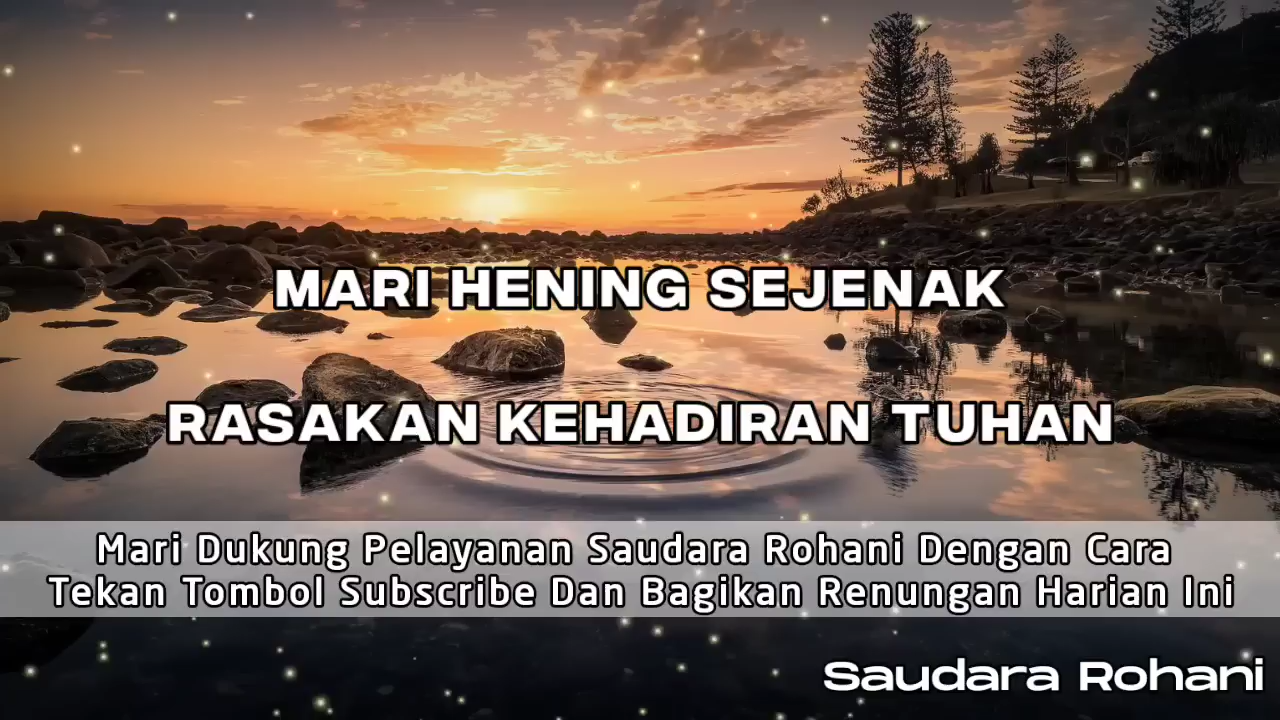 MARI HENING SEJENAK
RASAKAN KEHADIRAN TUHAN
Mari Dukung Pelayanan Saudara Rohani Dengan Cara
Tekan Tombol Subscribe Dan Bagikan Renungan Harian Ini
Saudara Rohani